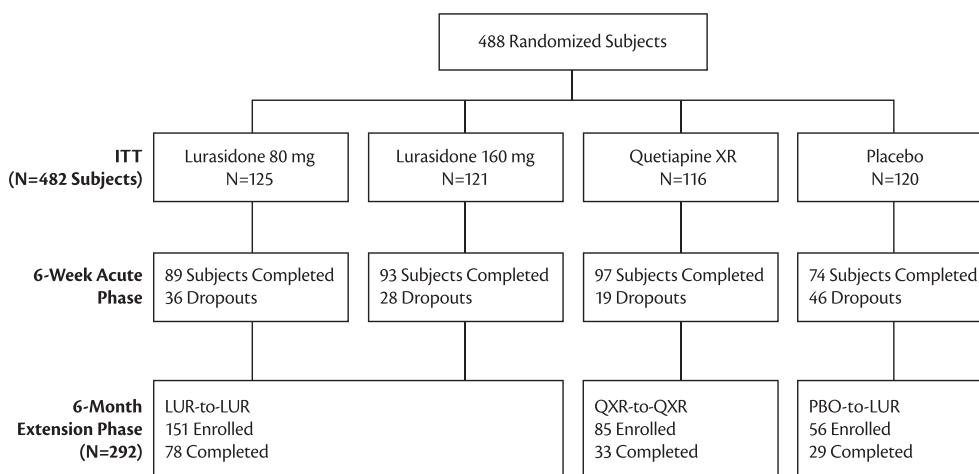 488 Randomized Subjects
ITT
(N=482 Subjects)
Lurasidone 80 mg
N=125
Lurasidone 160 mg
N=121
Quetiapine XR
N=116
Placebo
N=120
6-Week Acute
Phase
89 Subjects Completed
36 Dropouts
93 Subjects Completed
28 Dropouts
97 Subjects Completed
19 Dropouts
74 Subjects Completed
46 Dropouts
6-Month
Extension Phase
(N=292)
LUR-to-LUR
151 Enrolled
78 Completed
QXR-to-QXR
85 Enrolled
33 Completed
PBO-to-LUR
56 Enrolled
29 Completed